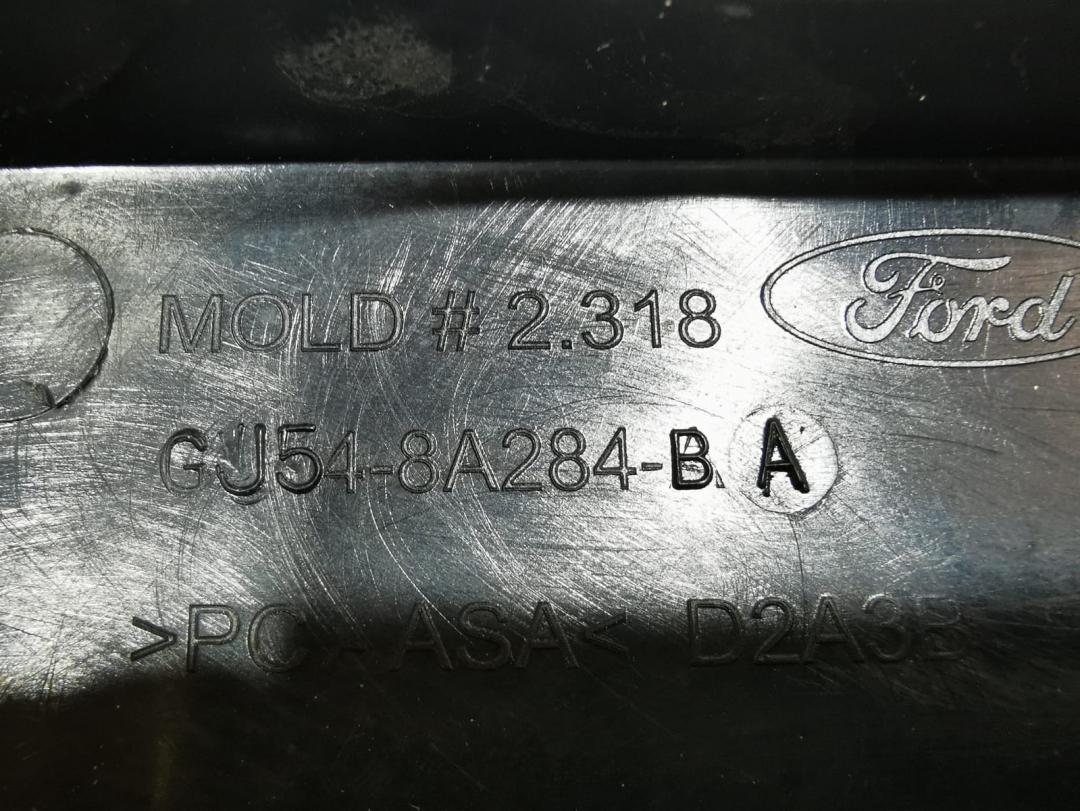 MOLD # 2.318
Ford
GJ54-8A284-B A
>PC+ASA< D2A3B